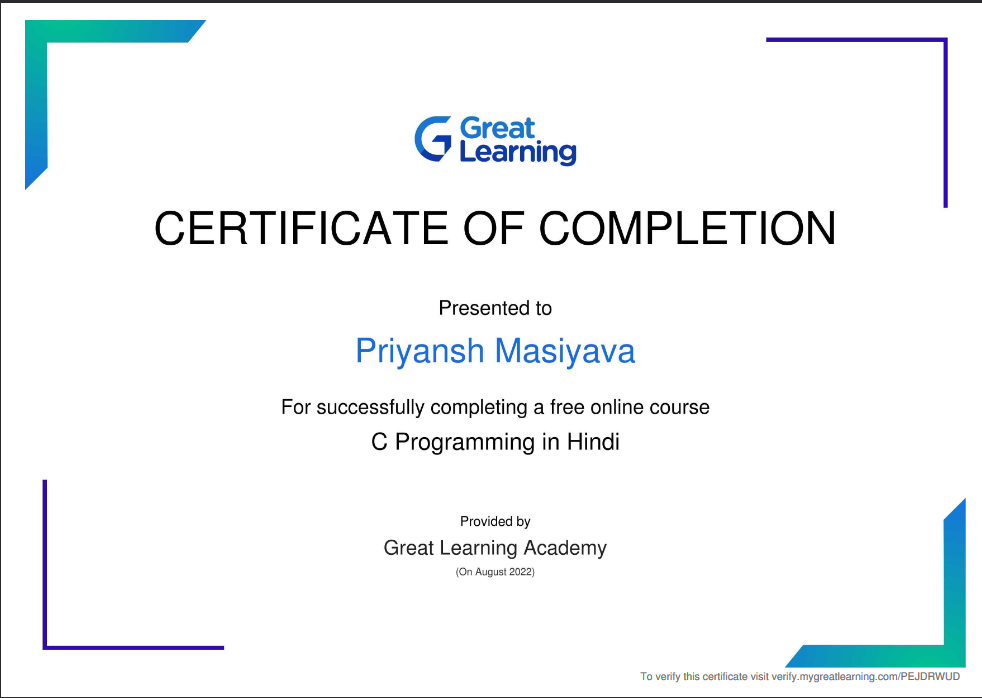 Great
Learning
CERTIFICATE OF COMPLETION
Presented to
Priyansh Masiyava
For successfully completing a free online course
C Programming in Hindi
Provided by
Great Learning Academy
(On August 2022)
To verify this certificate visit verify.mygreatlearning.com/PEJDRWUD